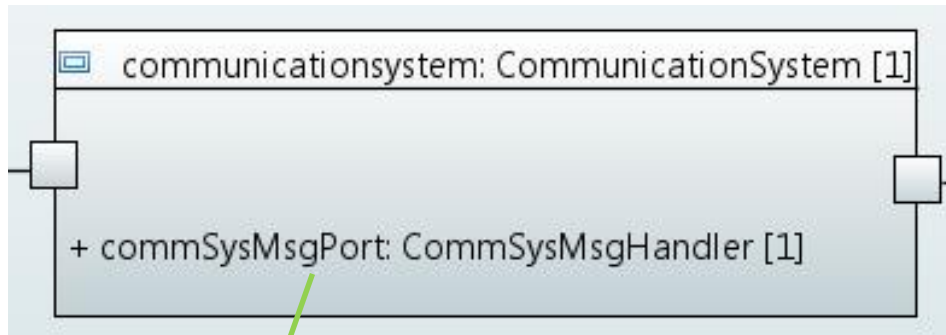 communicationsystem: CommunicationSystem [1]
+ commSysMsgPort: CommSysMsgHandler [1]